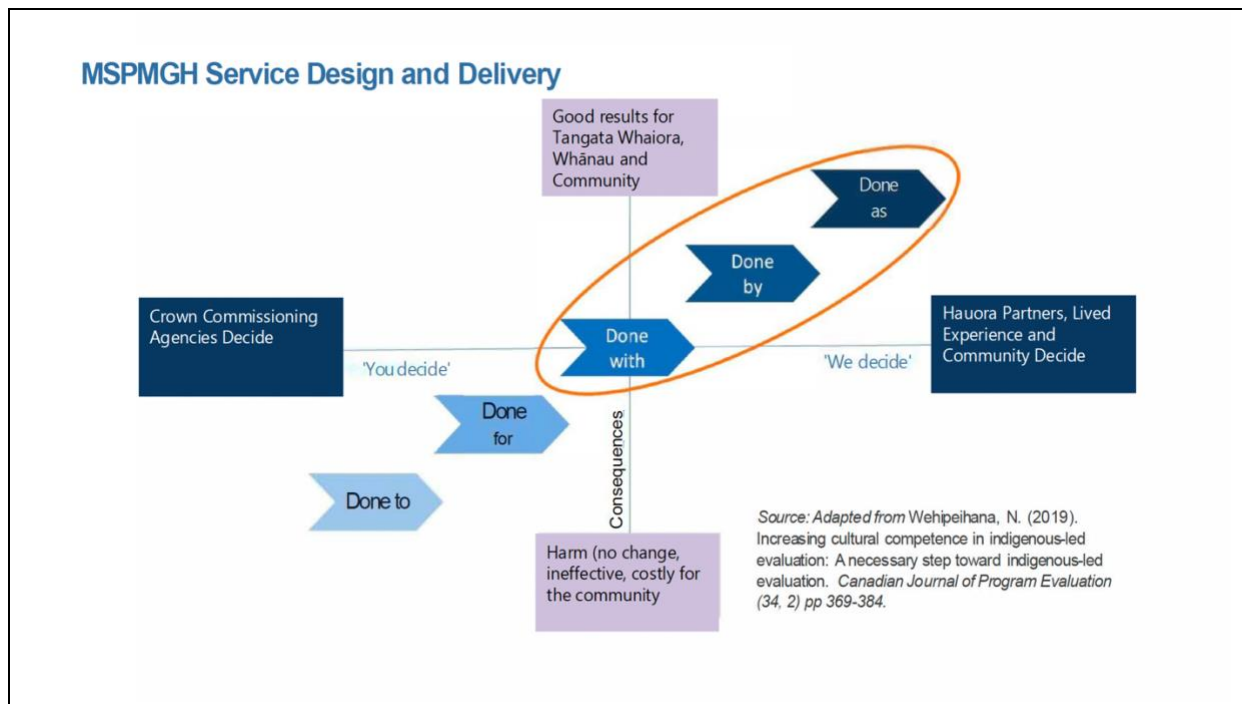 MSPMGH Service Design and Delivery
Good results for
Tangata Whaiora,
Whānau and
Community
Done
as
Done
by
Crown Commissioning
Agencies Decide
Done
with
Hauora Partners, Lived
Experience and
Community Decide
'You decide'
'We decide'
Done
for
Consequences
Done to
Harm (no change,
ineffective, costly for
the community
Source: Adapted from Wehipeihana, N. (2019).
Increasing cultural competence in indigenous-led
evaluation: A necessary step toward indigenous-led
evaluation. Canadian Journal of Program Evaluation
(34, 2) pp 369-384.